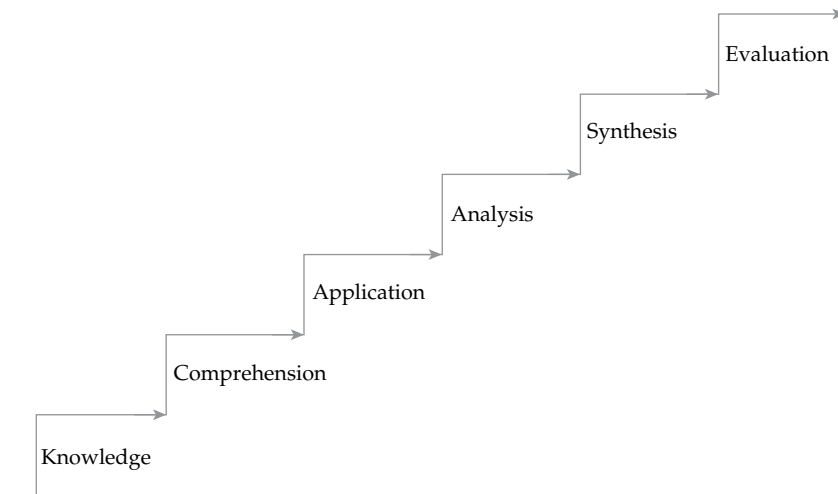 Evaluation
Synthesis
Analysis
Application
Comprehension
Knowledge